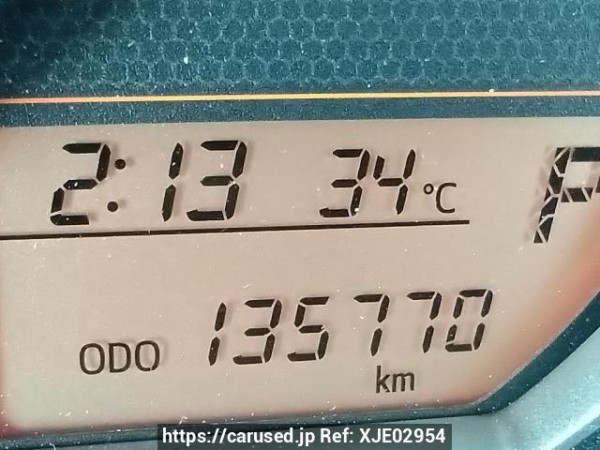 2:13 34°C P
ODO 135770
km
https://carused.jp Ref: XJE02954